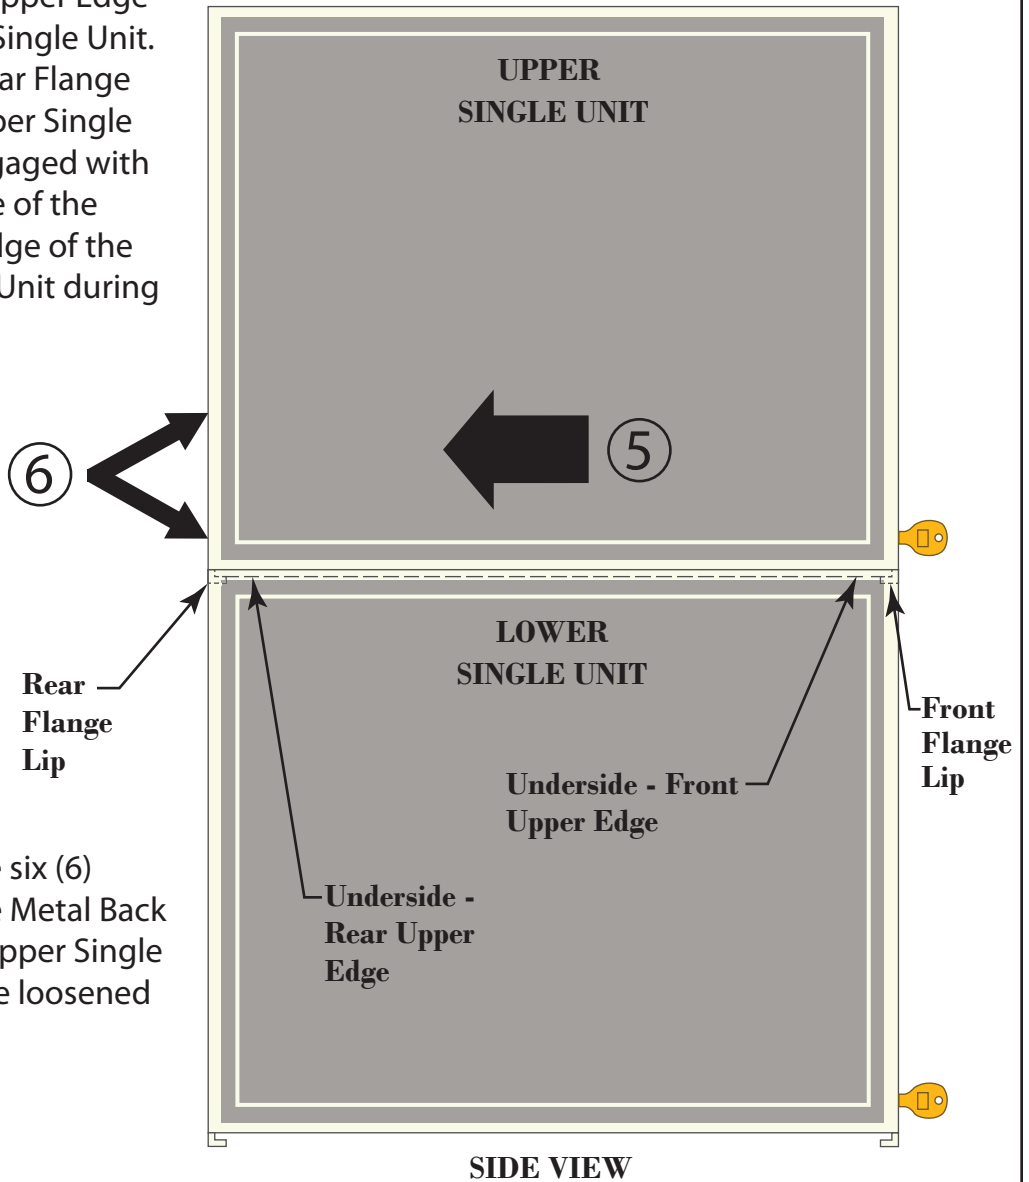 pper Edge
Single Unit.
ar Flange
per Single
gaged with
e of the
dge of the
Unit during
UPPER
SINGLE UNIT
⑥
⑤
LOWER
SINGLE UNIT
Rear
Flange
Lip
Front
Flange
Lip
Underside - Front
Upper Edge
Underside -
Rear Upper
Edge
e six (6)
e Metal Back
pper Single
e loosened
SIDE VIEW